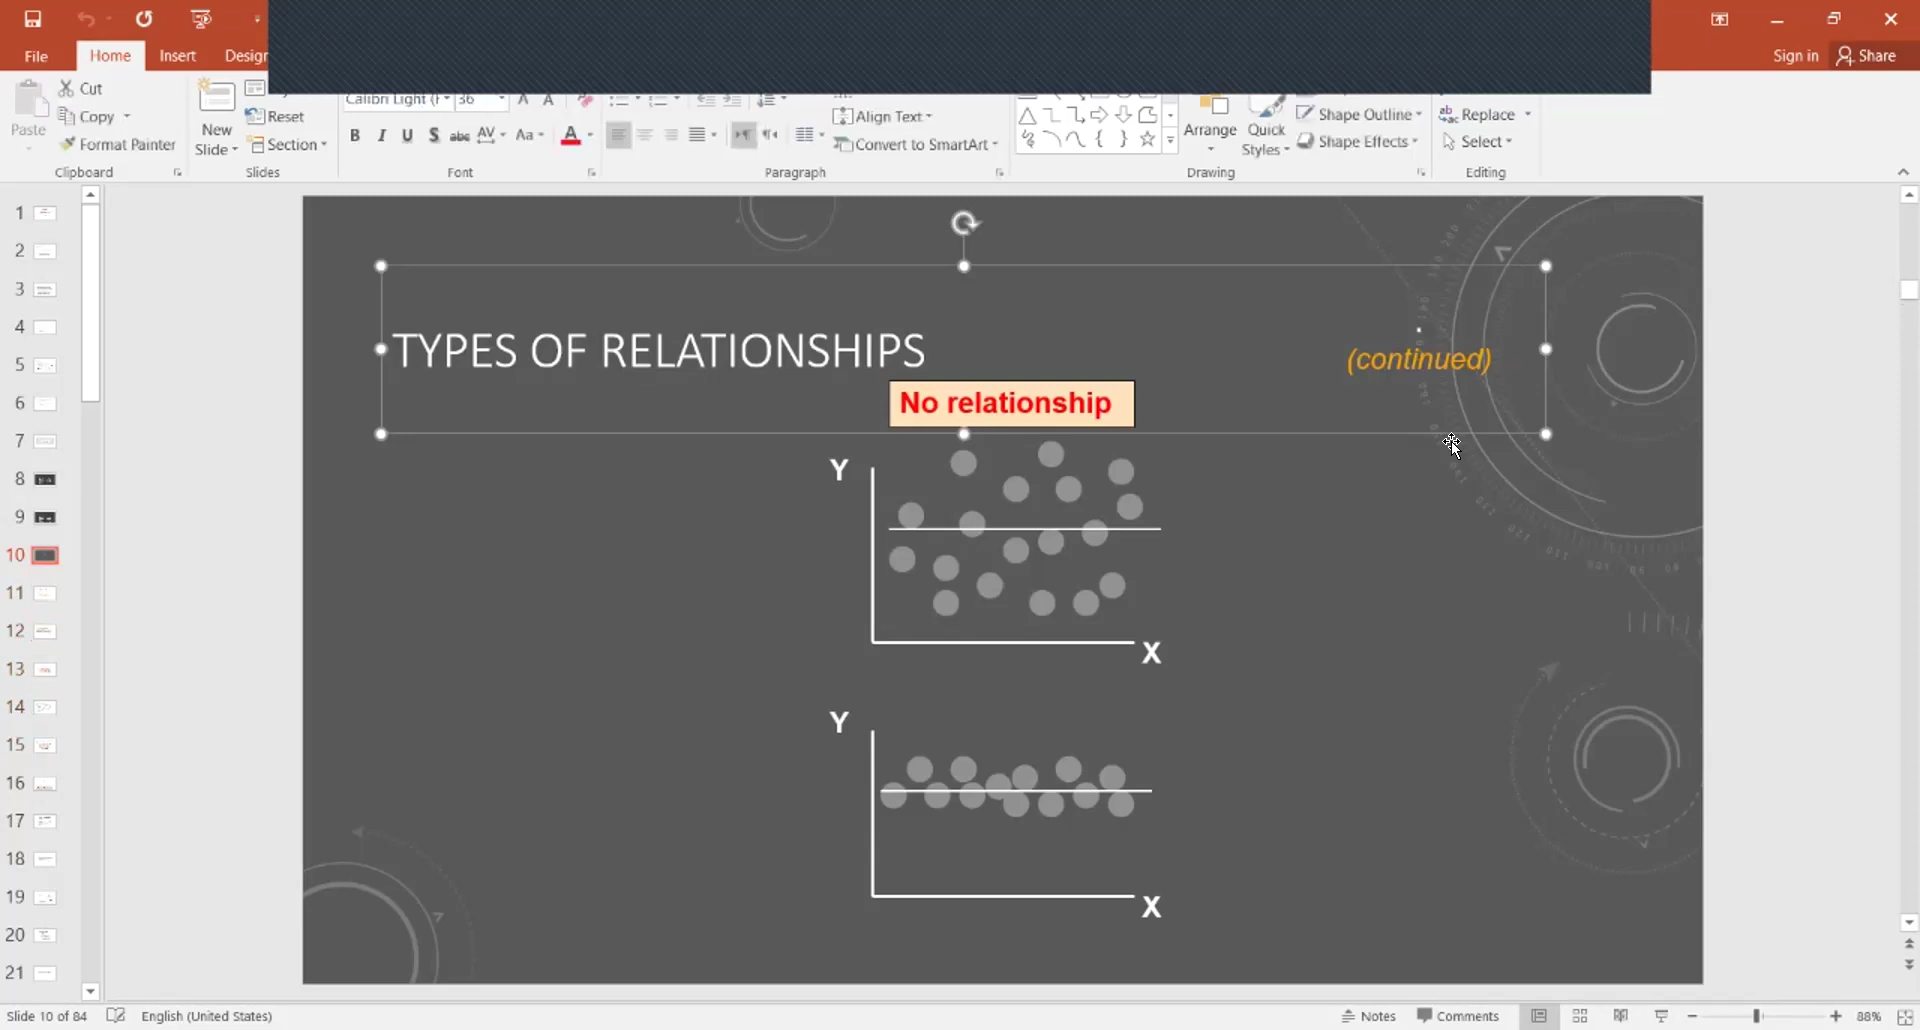 File Home Insert Design Sign in Share
Paste Cut Copy Format Painter Clipboard
New Slide Reset Section Slides
36 A A
B I U S abc AV Aa A Font
Paragraph
Align Text
Convert to SmartArt
Arrange Quick Styles Shape Outline Shape Effects Drawing
Replace Select Editing
1
2
3
4
5
6
7
8
9
10
11
12
13
14
15
16
17
18
19
20
21
TYPES OF RELATIONSHIPS
(continued)
No relationship
Y
X
Y
X
Slide 10 of 84 English (United States) Notes Comments 88%